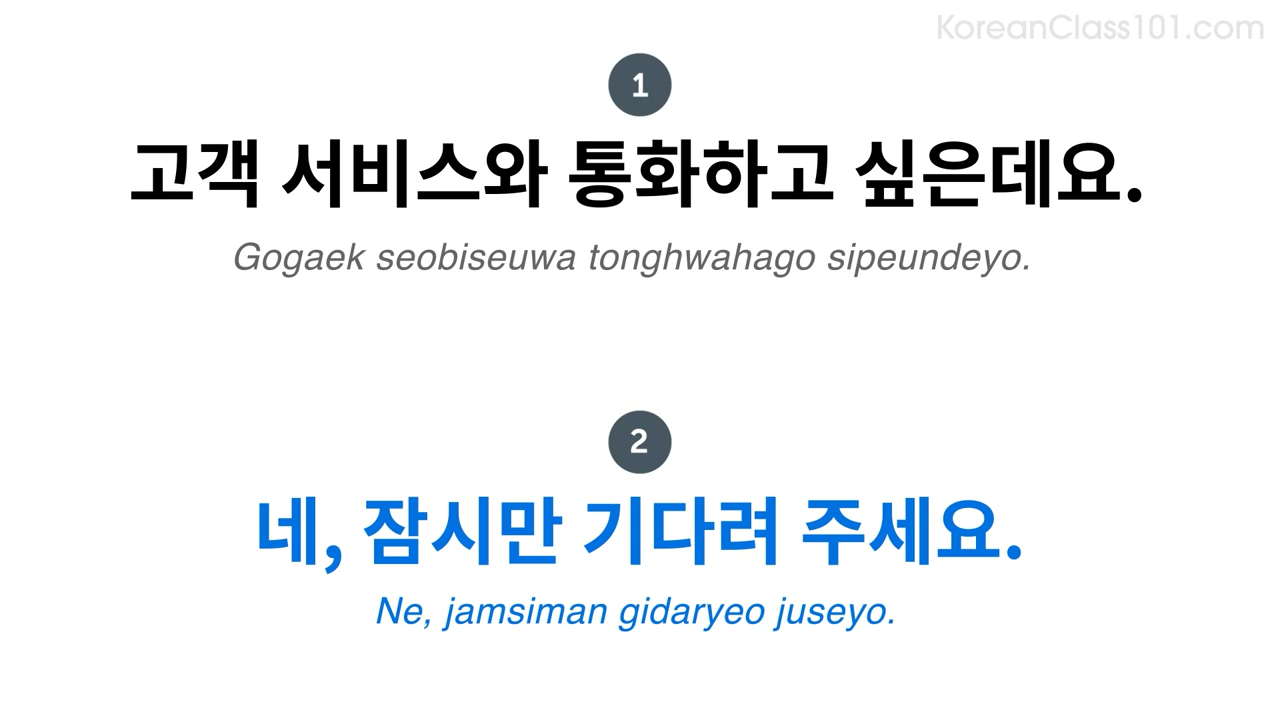 KoreanClass101.com
1
고객 서비스와 통화하고 싶은데요.
Gogaek seobiseuwa tonghwahago sipeundeyo.
2
네, 잠시만 기다려 주세요.
Ne, jamsiman gidaryeo juseyo.